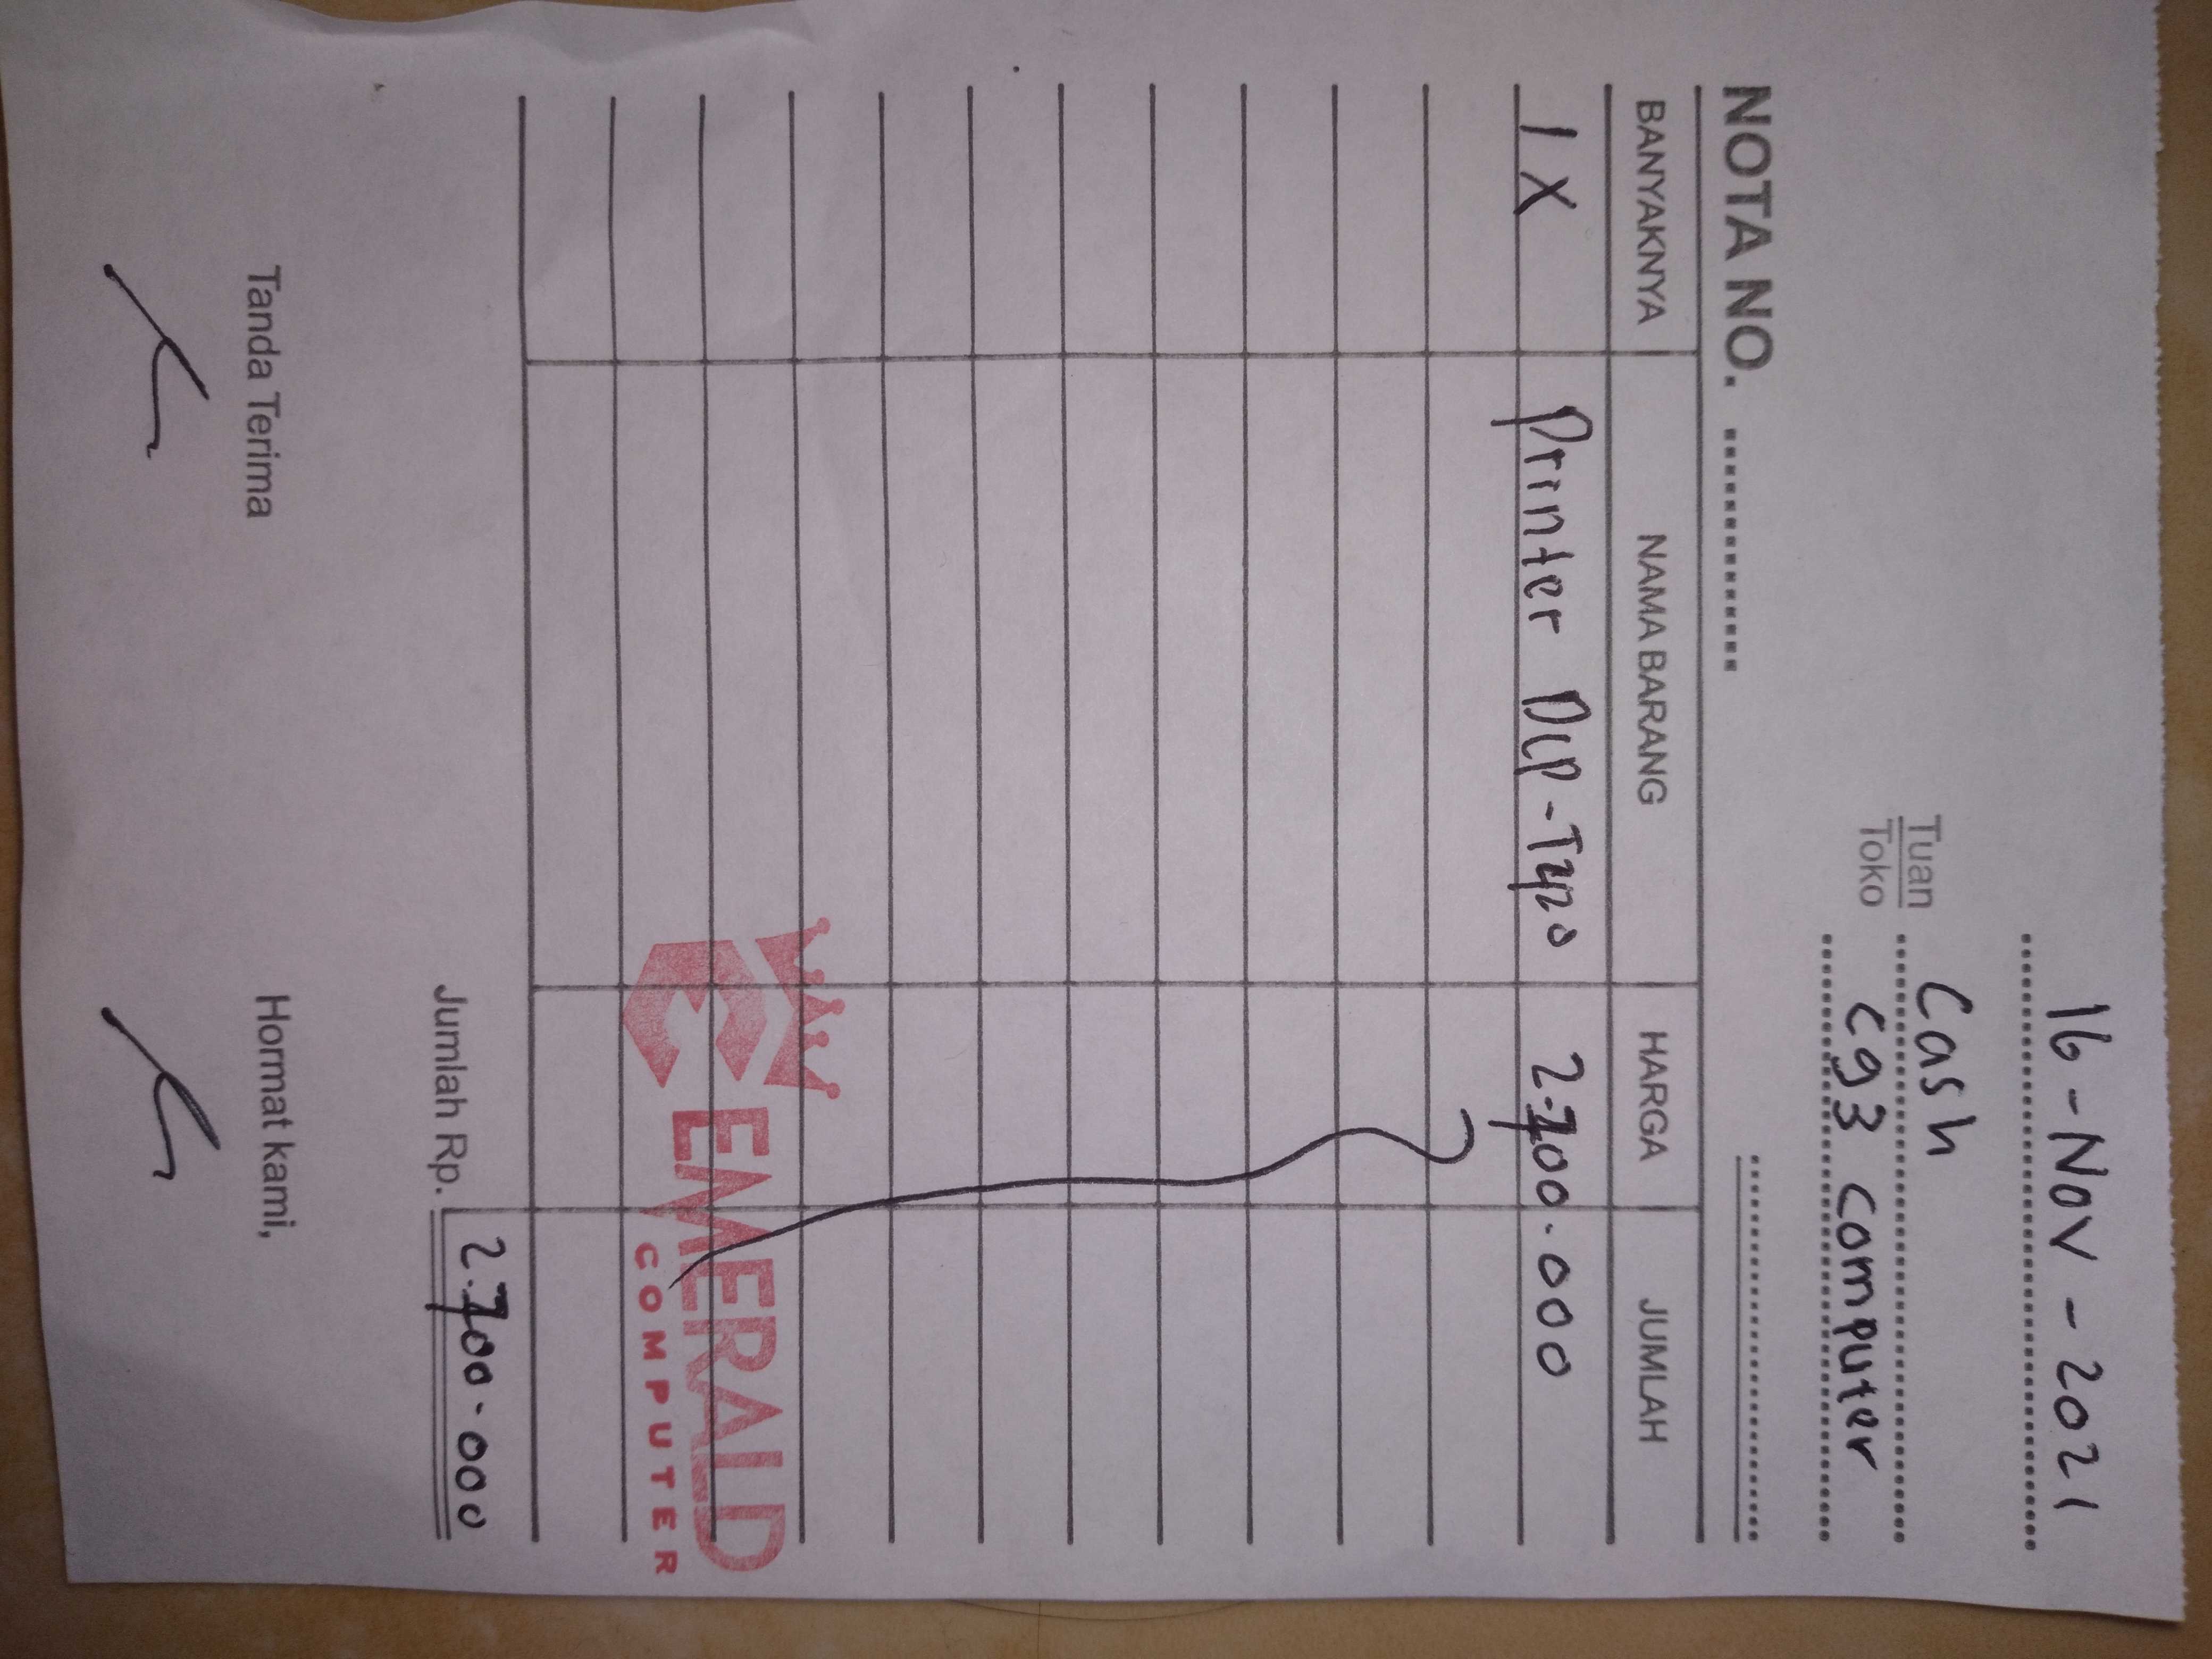 16 - Nov - 2021
Tuan Cash
Toko cg3 computer
NOTA NO. ............
BANYAKNYA NAMA BARANG HARGA JUMLAH
1 X Printer DCP-T420 2.700.000
EMERALD
COMPUTER
Jumlah Rp. 2.700.000
Tanda Terima Hormat kami,